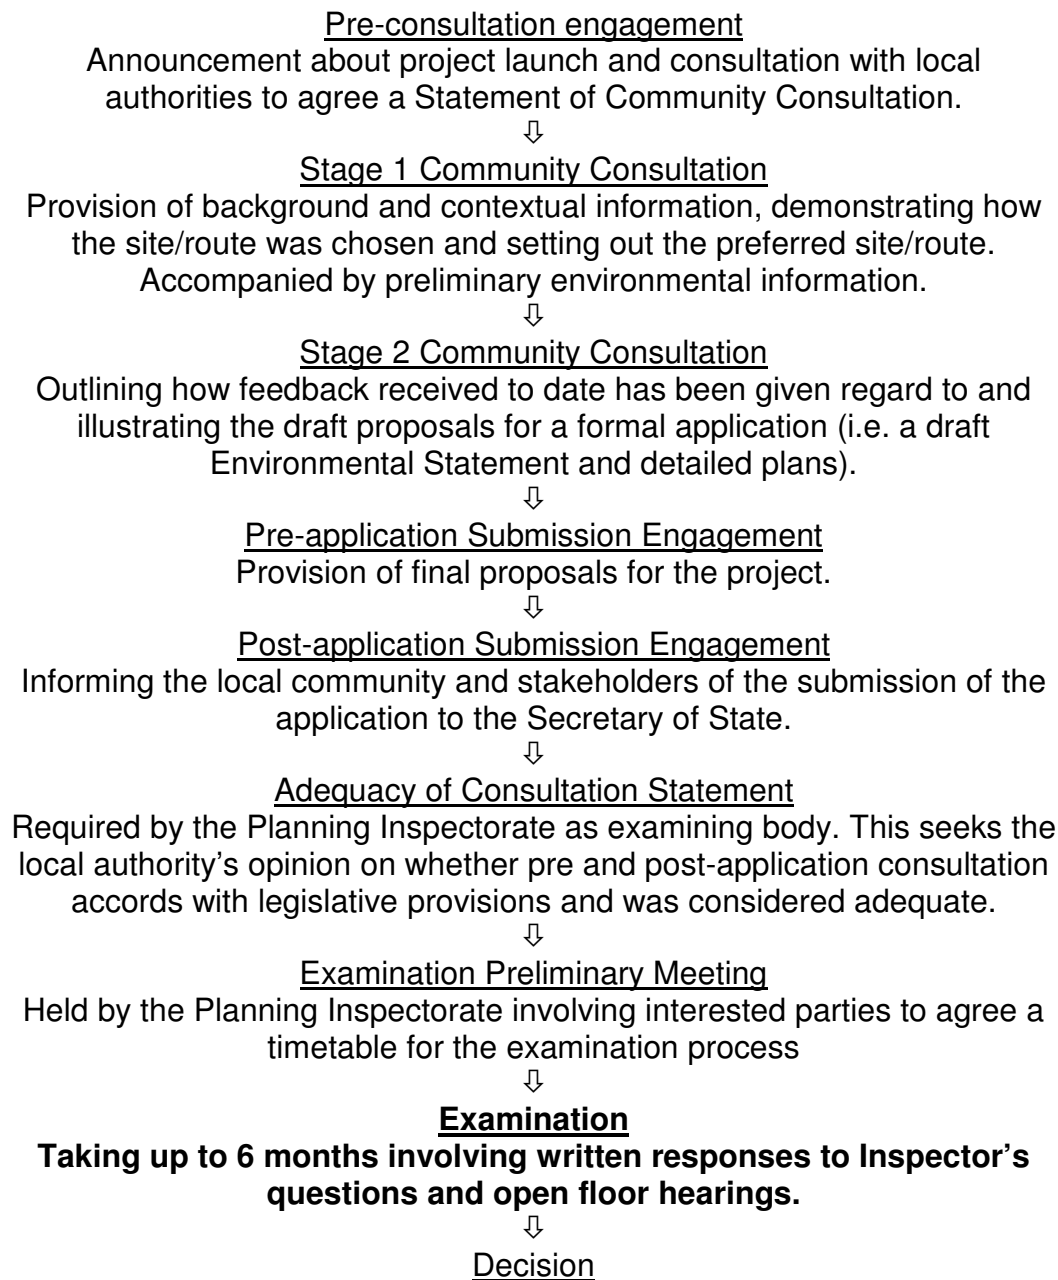 Pre-consultation engagement
Announcement about project launch and consultation with local
authorities to agree a Statement of Community Consultation.
⇩
Stage 1 Community Consultation
Provision of background and contextual information, demonstrating how
the site/route was chosen and setting out the preferred site/route.
Accompanied by preliminary environmental information.
⇩
Stage 2 Community Consultation
Outlining how feedback received to date has been given regard to and
illustrating the draft proposals for a formal application (i.e. a draft
Environmental Statement and detailed plans).
⇩
Pre-application Submission Engagement
Provision of final proposals for the project.
⇩
Post-application Submission Engagement
Informing the local community and stakeholders of the submission of the
application to the Secretary of State.
⇩
Adequacy of Consultation Statement
Required by the Planning Inspectorate as examining body. This seeks the
local authority's opinion on whether pre and post-application consultation
accords with legislative provisions and was considered adequate.
⇩
Examination Preliminary Meeting
Held by the Planning Inspectorate involving interested parties to agree a
timetable for the examination process
⇩
Examination
Taking up to 6 months involving written responses to Inspector's
questions and open floor hearings.
⇩
Decision